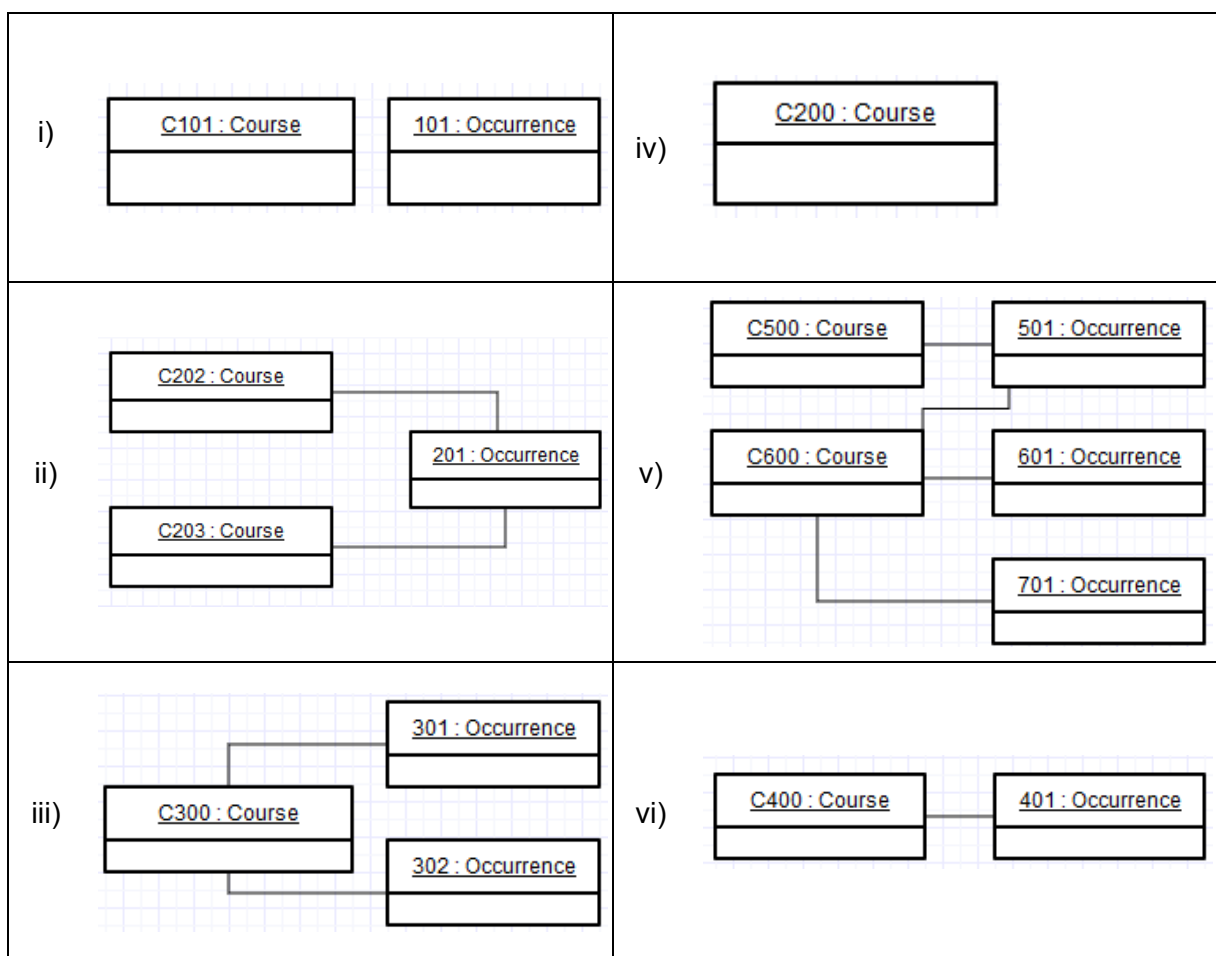 i)
C101 : Course
101 : Occurrence
iv)
C200 : Course
ii)
C202 : Course
201 : Occurrence
C203 : Course
v)
C500 : Course
501 : Occurrence
C600 : Course
601 : Occurrence
701 : Occurrence
iii)
301 : Occurrence
C300 : Course
302 : Occurrence
vi)
C400 : Course
401 : Occurrence